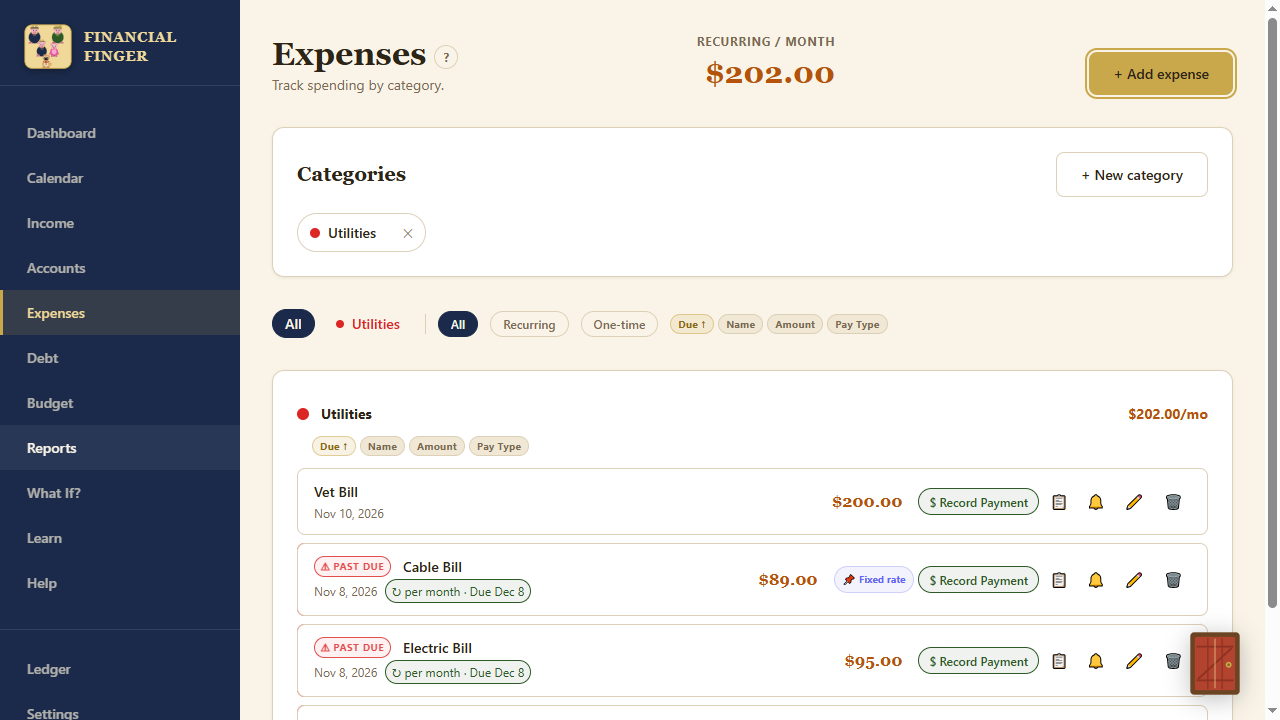 FINANCIAL
FINGER
Dashboard
Calendar
Income
Accounts
Expenses
Debt
Budget
Reports
What If?
Learn
Help
Ledger
Settings
Expenses ?
Track spending by category.
RECURRING / MONTH
$202.00
+ Add expense
Categories
+ New category
Utilities ×
All Utilities All Recurring One-time Due ↑ Name Amount Pay Type
Utilities $202.00/mo
Due ↑ Name Amount Pay Type
Vet Bill
Nov 10, 2026
$200.00 $ Record Payment
⚠ PAST DUE Cable Bill
Nov 8, 2026 ↻ per month · Due Dec 8
$89.00 📌 Fixed rate $ Record Payment
⚠ PAST DUE Electric Bill
Nov 8, 2026 ↻ per month · Due Dec 8
$95.00 $ Record Payment